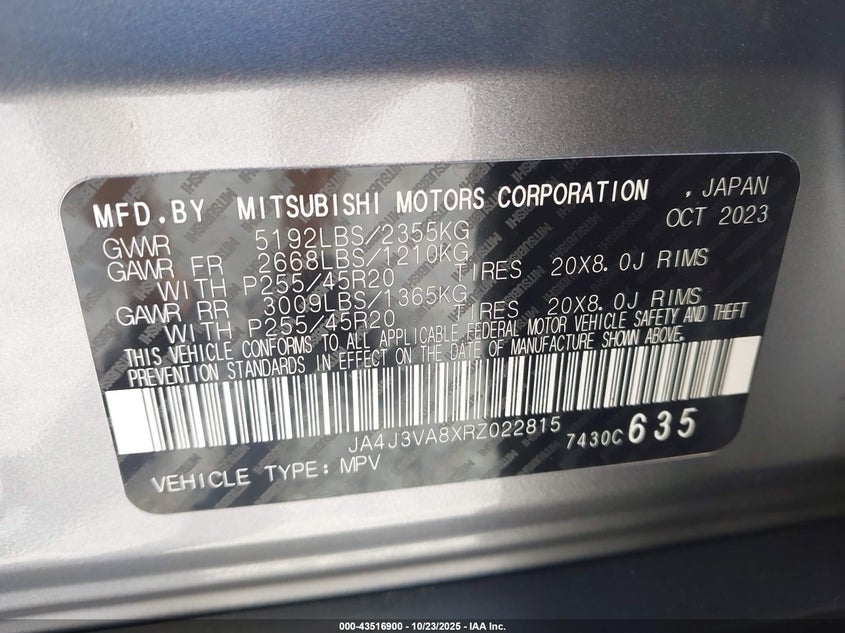 MFD.BY MITSUBISHI MOTORS CORPORATION , JAPAN
OCT 2023
GVWR 5192LBS/2355KG
GAWR FR 2668LBS/1210KG
WITH P255/45R20 TIRES 20X8.0J RIMS
GAWR RR 3009LBS/1365KG
WITH P255/45R20 TIRES 20X8.0J RIMS
THIS VEHICLE CONFORMS TO ALL APPLICABLE FEDERAL MOTOR VEHICLE SAFETY AND THEFT
PREVENTION STANDARDS IN EFFECT ON THE DATE OF MANUFACTURE SHOWN ABOVE.
JA4J3VA8XRZ022815
7430C 635
VEHICLE TYPE: MPV
000-43516900 - 10/23/2025 - IAA Inc.